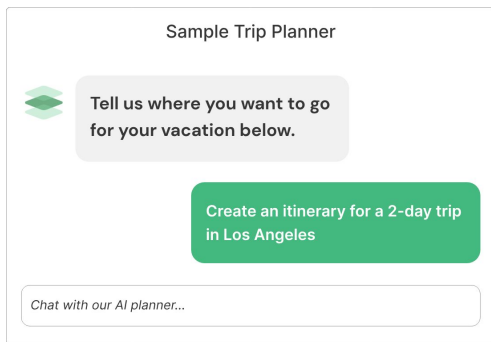 Sample Trip Planner
Tell us where you want to go
for your vacation below.
Create an itinerary for a 2-day trip
in Los Angeles
Chat with our AI planner...